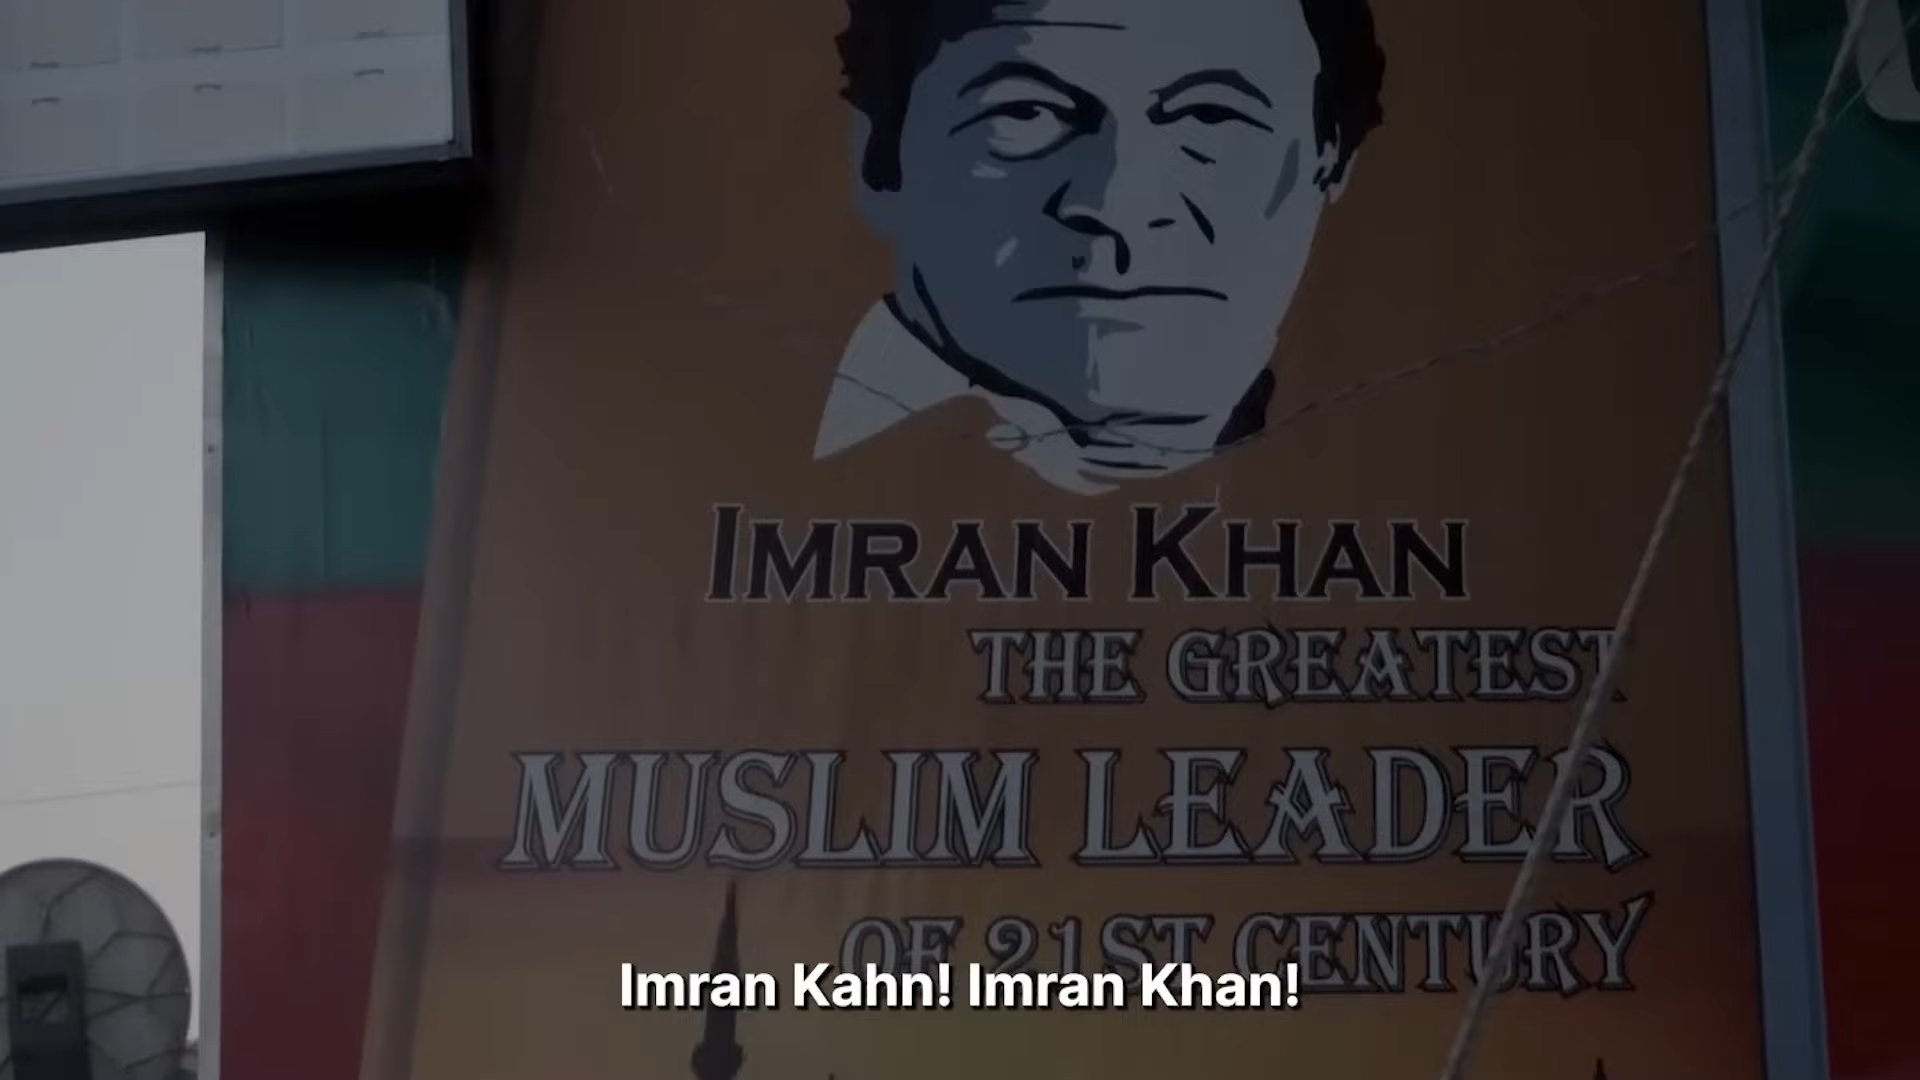 IMRAN KHAN
THE GREATEST
MUSLIM LEADER
OF 21ST CENTURY
Imran Kahn! Imran Khan!